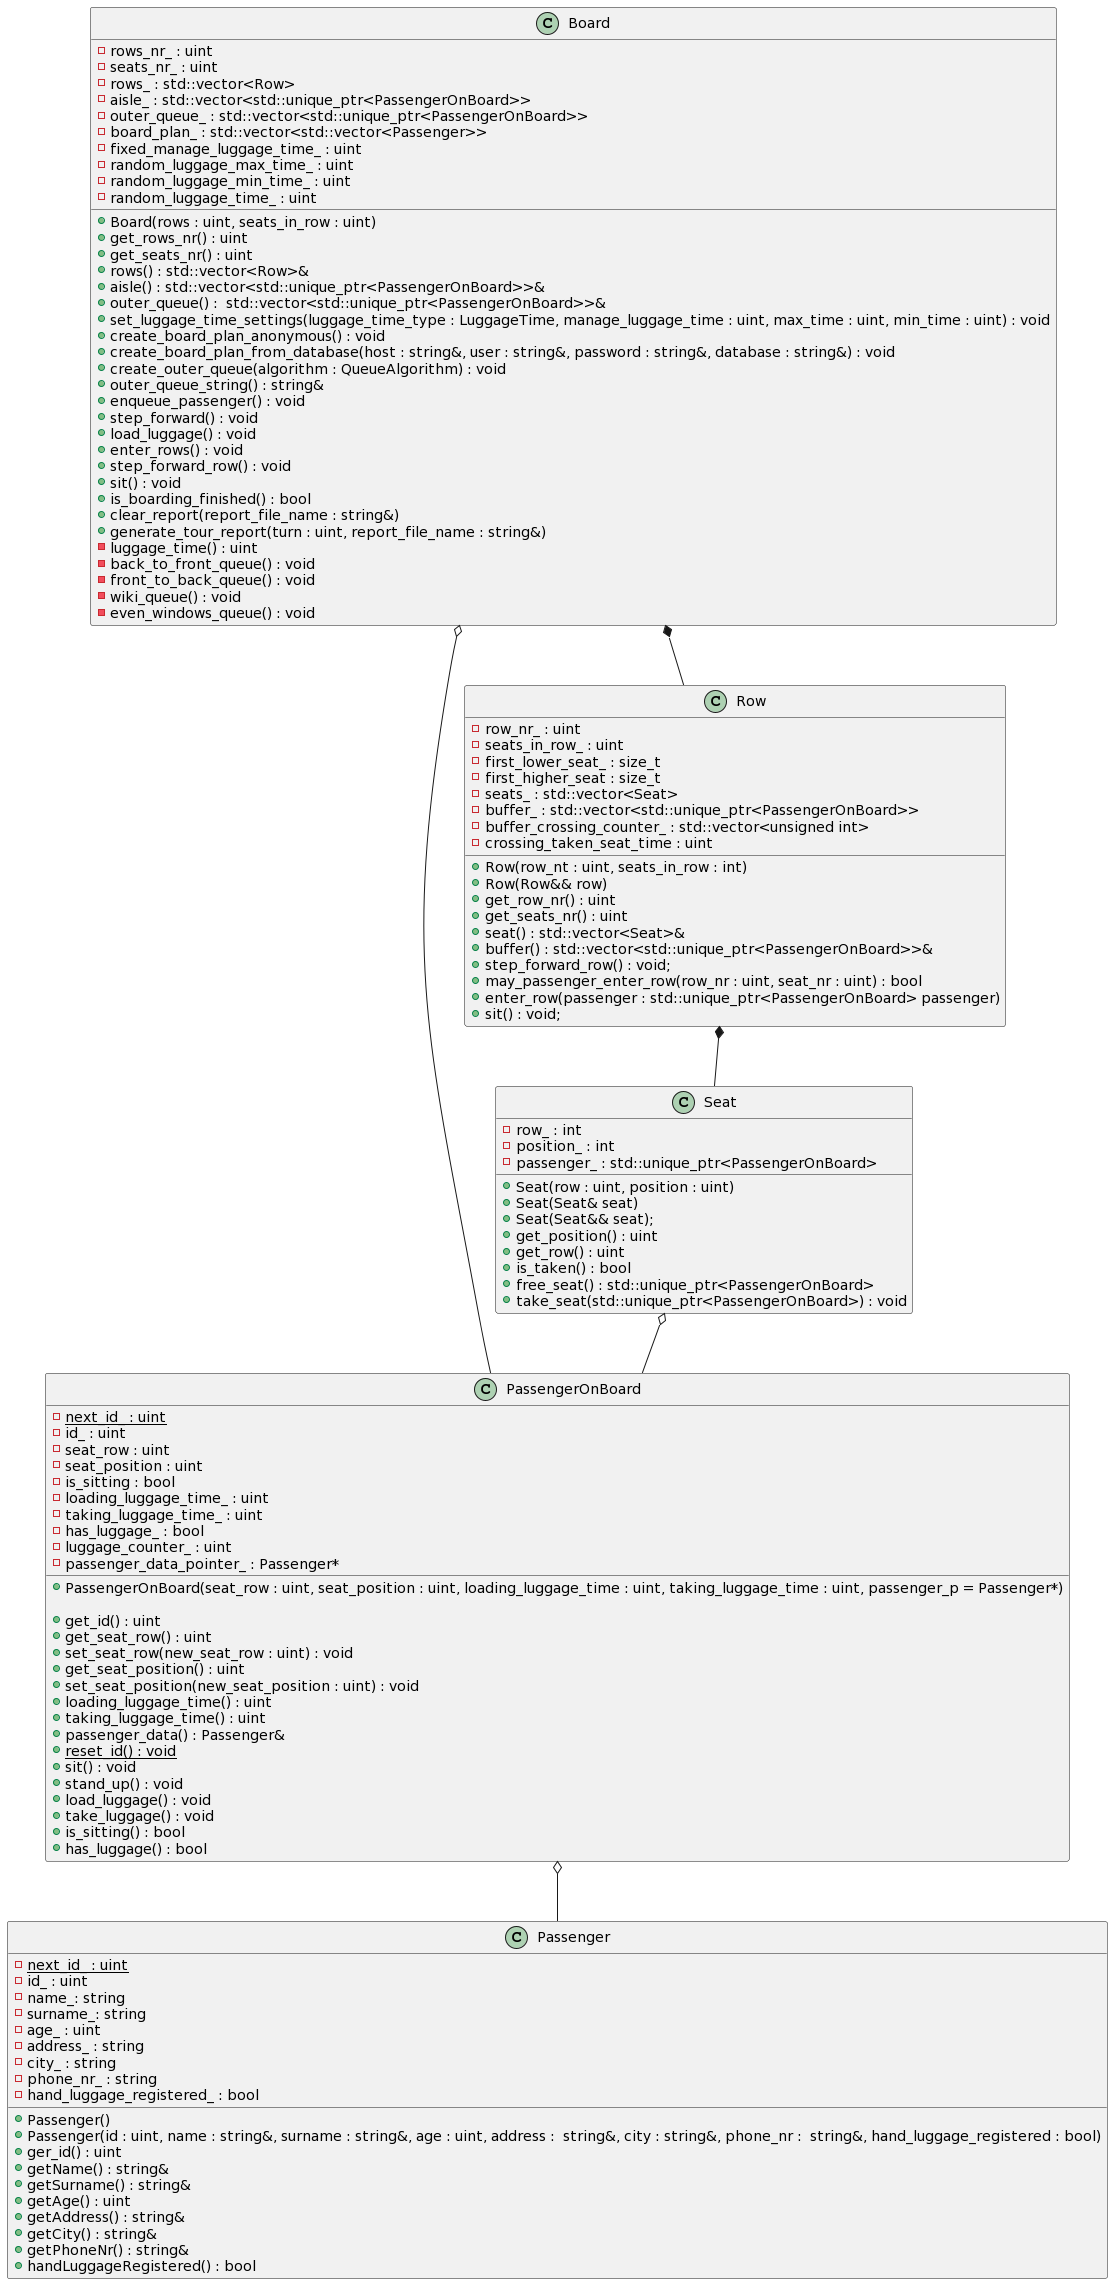 C Board
rows_nr_ : uint
seats_nr_ : uint
rows_ : std::vector<Row>
aisle_ : std::vector<std::unique_ptr<PassengerOnBoard>>
outer_queue_ : std::vector<std::unique_ptr<PassengerOnBoard>>
board_plan_ : std::vector<std::vector<Passenger>>
fixed_manage_luggage_time_ : uint
random_luggage_max_time_ : uint
random_luggage_min_time_ : uint
random_luggage_time_ : uint
Board(rows : uint, seats_in_row : uint)
get_rows_nr() : uint
get_seats_nr() : uint
rows() : std::vector<Row>&
aisle() : std::vector<std::unique_ptr<PassengerOnBoard>>&
outer_queue() :  std::vector<std::unique_ptr<PassengerOnBoard>>&
set_luggage_time_settings(luggage_time_type : LuggageTime, manage_luggage_time : uint, max_time : uint, min_time : uint) : void
create_board_plan_anonymous() : void
create_board_plan_from_database(host : string&, user : string&, password : string&, database : string&) : void
create_outer_queue(algorithm : QueueAlgorithm) : void
outer_queue_string() : string&
enqueue_passenger() : void
step_forward() : void
load_luggage() : void
enter_rows() : void
step_forward_row() : void
sit() : void
is_boarding_finished() : bool
clear_report(report_file_name : string&)
generate_tour_report(turn : uint, report_file_name : string&)
luggage_time() : uint
back_to_front_queue() : void
front_to_back_queue() : void
wiki_queue() : void
even_windows_queue() : void
C Row
row_nr_ : uint
seats_in_row_ : uint
first_lower_seat_ : size_t
first_higher_seat : size_t
seats_ : std::vector<Seat>
buffer_ : std::vector<std::unique_ptr<PassengerOnBoard>>
buffer_crossing_counter_ : std::vector<unsigned int>
crossing_taken_seat_time : uint
Row(row_nt : uint, seats_in_row : int)
Row(Row&& row)
get_row_nr() : uint
get_seats_nr() : uint
seat() : std::vector<Seat>&
buffer() : std::vector<std::unique_ptr<PassengerOnBoard>>&
step_forward_row() : void;
may_passenger_enter_row(row_nr : uint, seat_nr : uint) : bool
enter_row(passenger : std::unique_ptr<PassengerOnBoard> passenger)
sit() : void;
C Seat
row_ : int
position_ : int
passenger_ : std::unique_ptr<PassengerOnBoard>
Seat(row : uint, position : uint)
Seat(Seat& seat)
Seat(Seat&& seat);
get_position() : uint
get_row() : uint
is_taken() : bool
free_seat() : std::unique_ptr<PassengerOnBoard>
take_seat(std::unique_ptr<PassengerOnBoard>) : void
C PassengerOnBoard
next_id_ : uint
id_ : uint
seat_row : uint
seat_position : uint
is_sitting : bool
loading_luggage_time_ : uint
taking_luggage_time_ : uint
has_luggage_ : bool
luggage_counter_ : uint
passenger_data_pointer_ : Passenger*
PassengerOnBoard(seat_row : uint, seat_position : uint, loading_luggage_time : uint, taking_luggage_time : uint, passenger_p = Passenger*)
get_id() : uint
get_seat_row() : uint
set_seat_row(new_seat_row : uint) : void
get_seat_position() : uint
set_seat_position(new_seat_position : uint) : void
loading_luggage_time() : uint
taking_luggage_time() : uint
passenger_data() : Passenger&
reset_id() : void
sit() : void
stand_up() : void
load_luggage() : void
take_luggage() : void
is_sitting() : bool
has_luggage() : bool
C Passenger
next_id_ : uint
id_ : uint
name_: string
surname_: string
age_ : uint
address_ : string
city_ : string
phone_nr_ : string
hand_luggage_registered_ : bool
Passenger()
Passenger(id : uint, name : string&, surname : string&, age : uint, address :  string&, city : string&, phone_nr :  string&, hand_luggage_registered : bool)
ger_id() : uint
getName() : string&
getSurname() : string&
getAge() : uint
getAddress() : string&
getCity() : string&
getPhoneNr() : string&
handLuggageRegistered() : bool